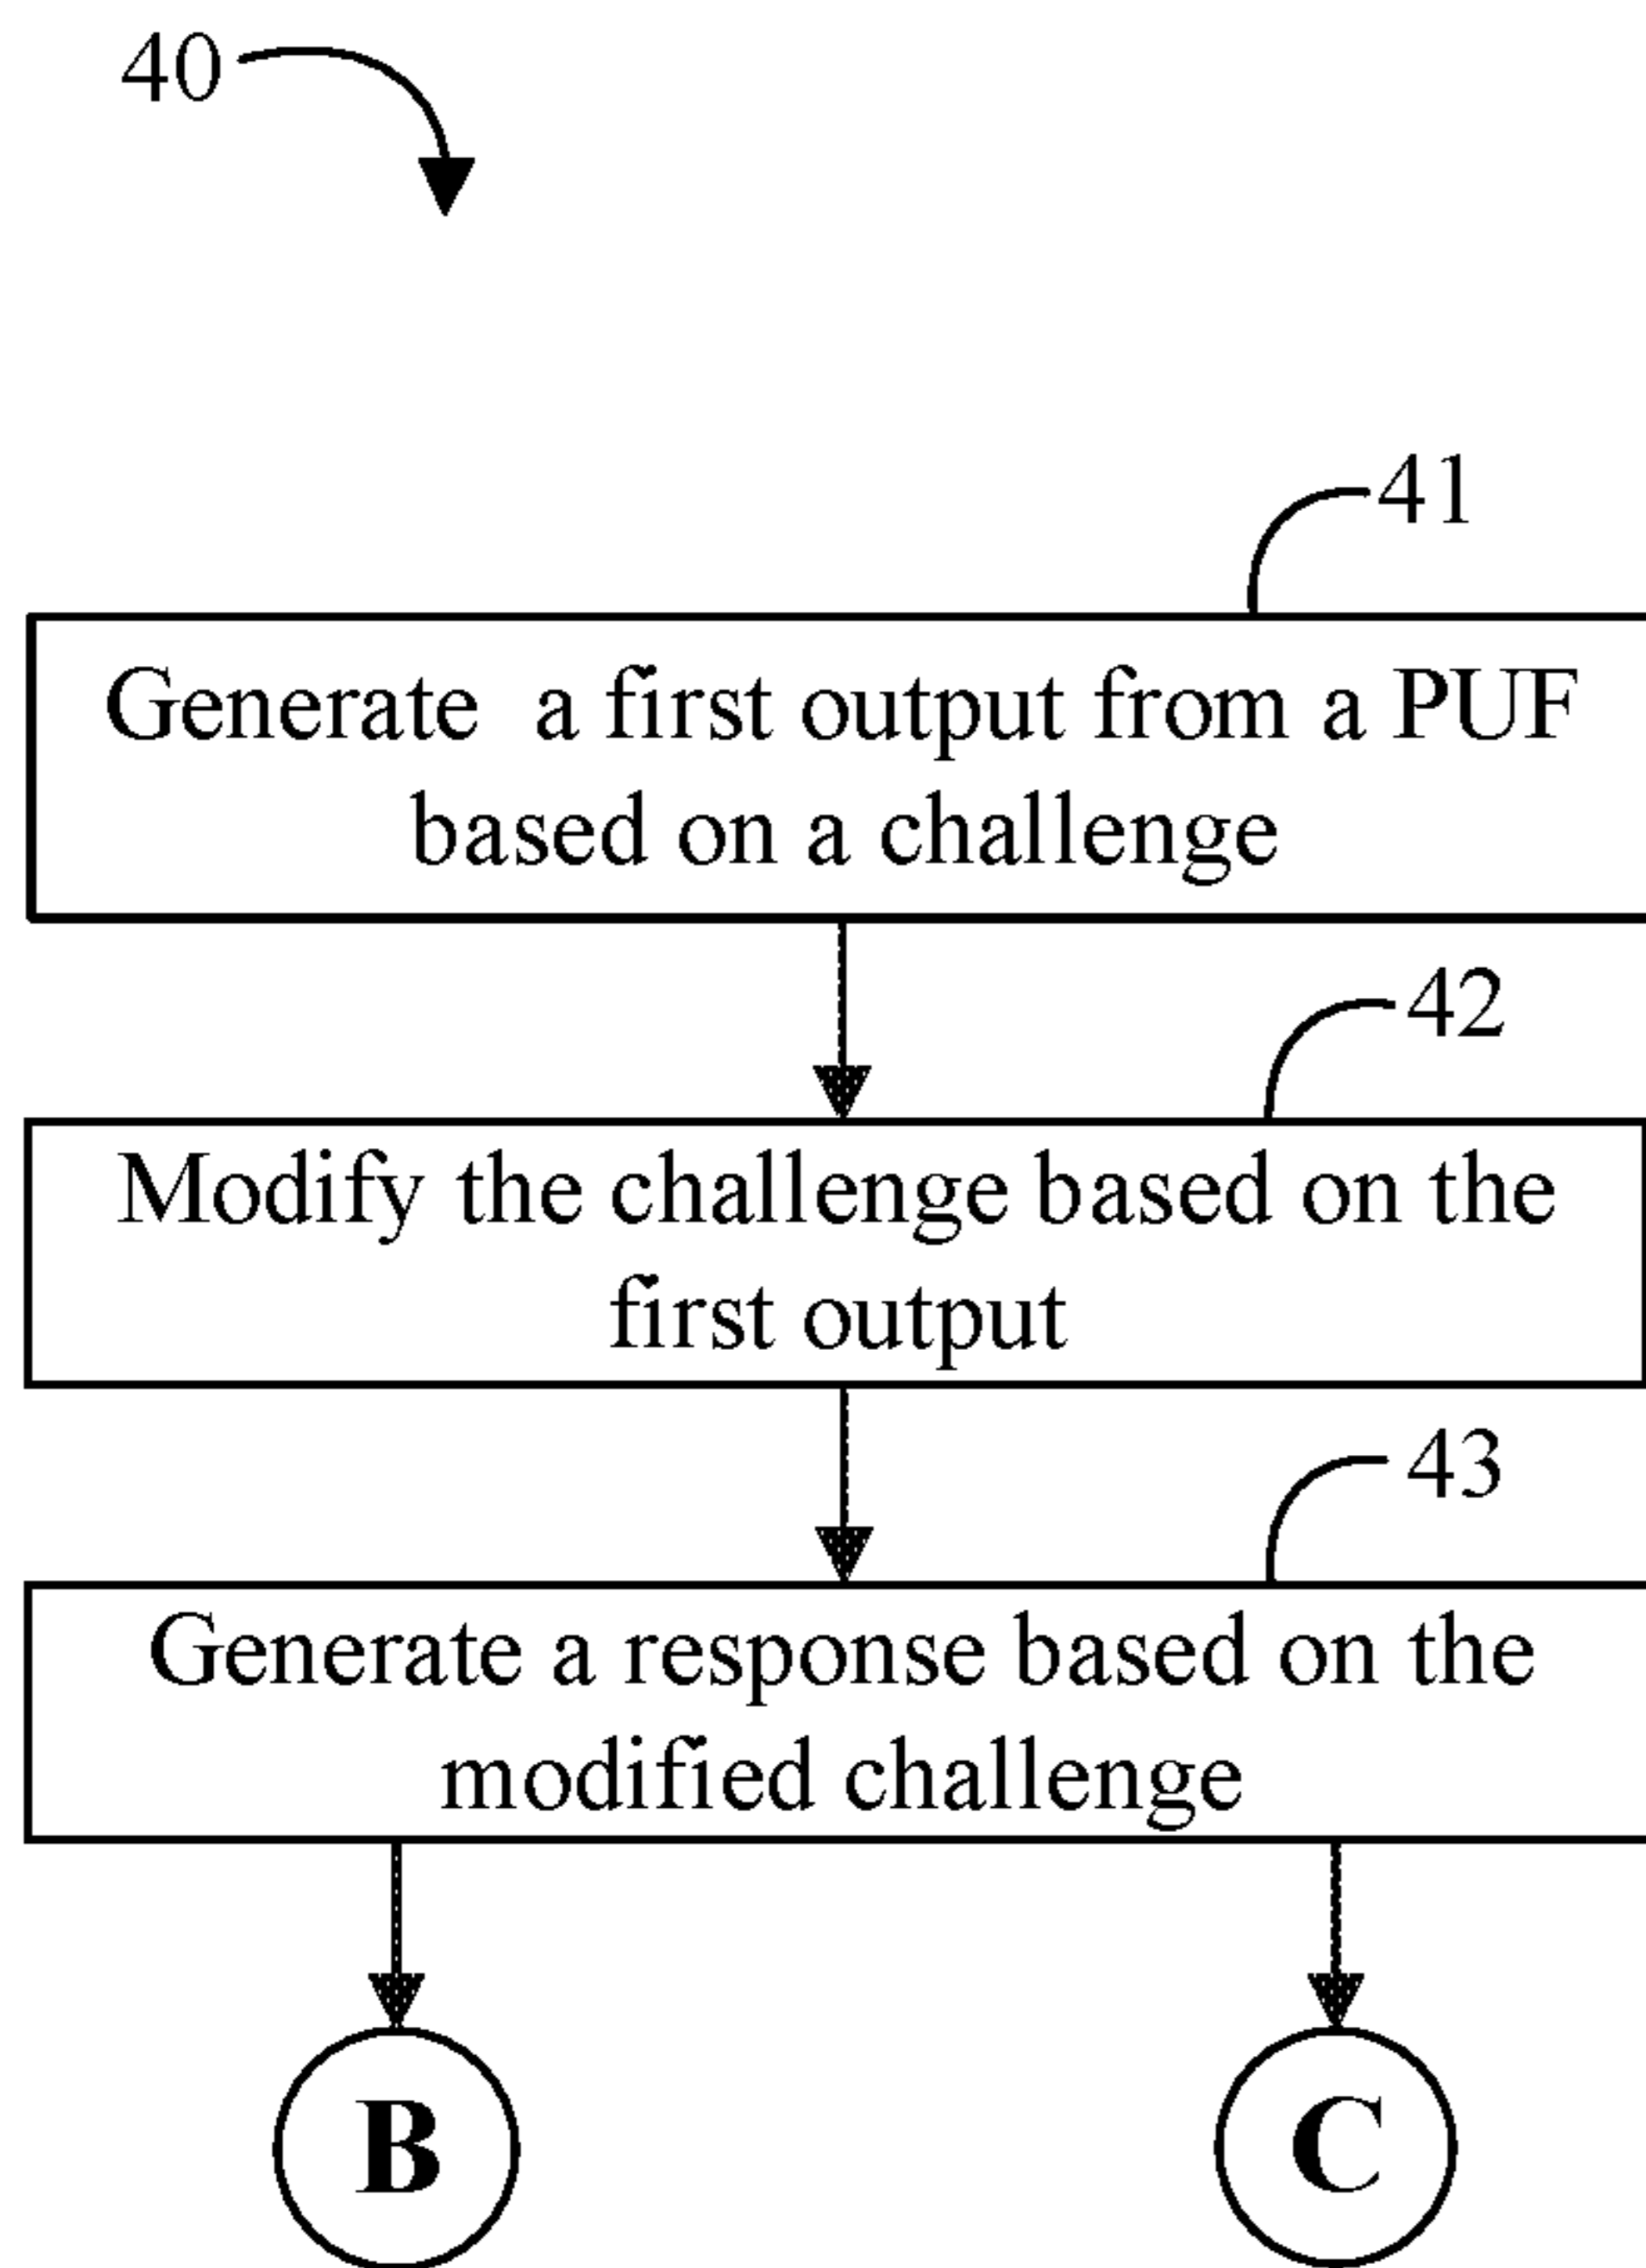 40
41
Generate a first output from a PUF
based on a challenge
42
Modify the challenge based on the
first output
43
Generate a response based on the
modified challenge
B
C